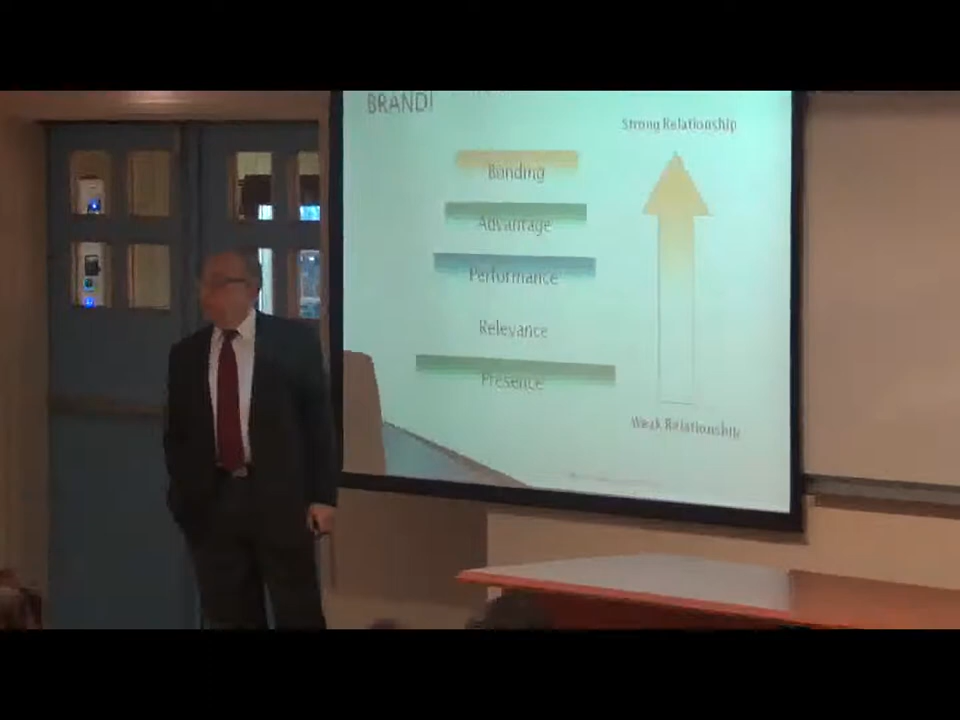 BRAND!
Strong Relationship
Bonding
Advantage
Performance
Relevance
Presence
Weak Relationship